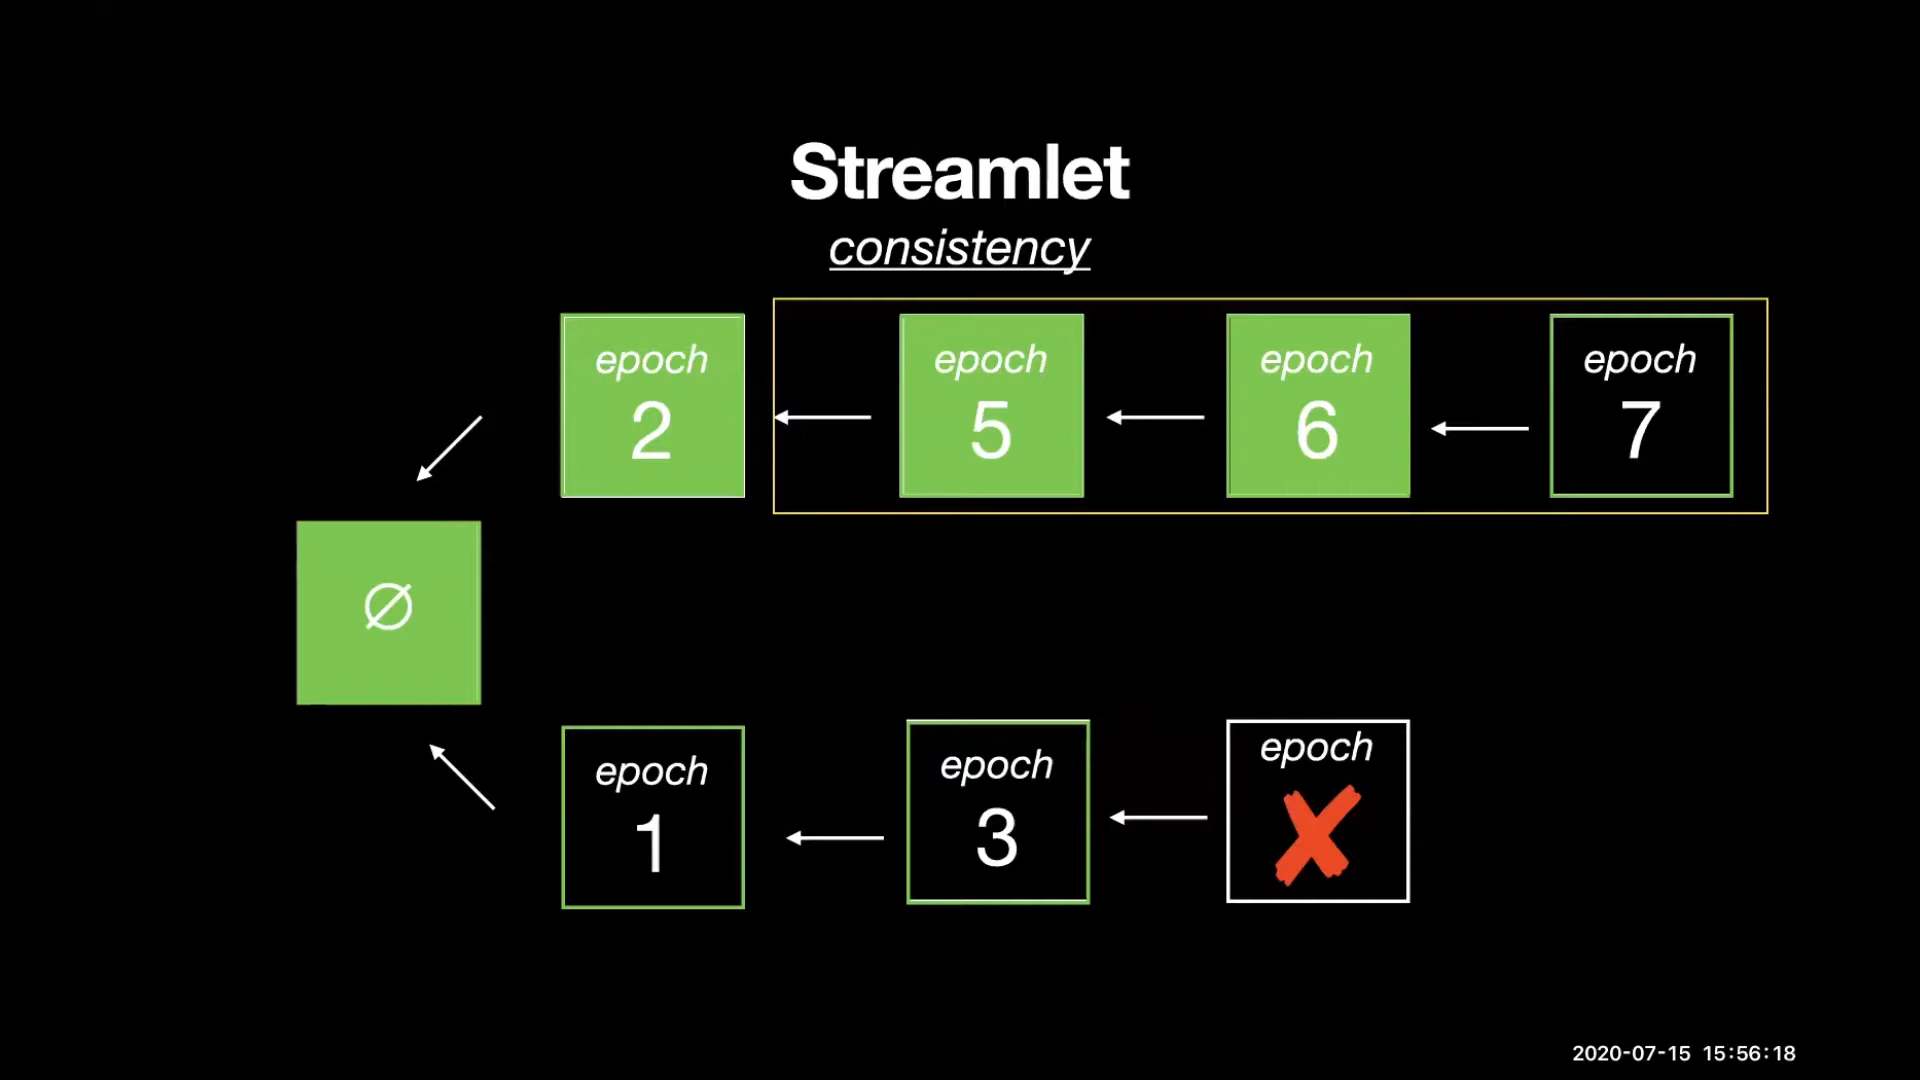 Streamlet
consistency
epoch
2
epoch
5
epoch
6
epoch
7
∅
epoch
1
epoch
3
epoch
2020-07-15 15:56:18